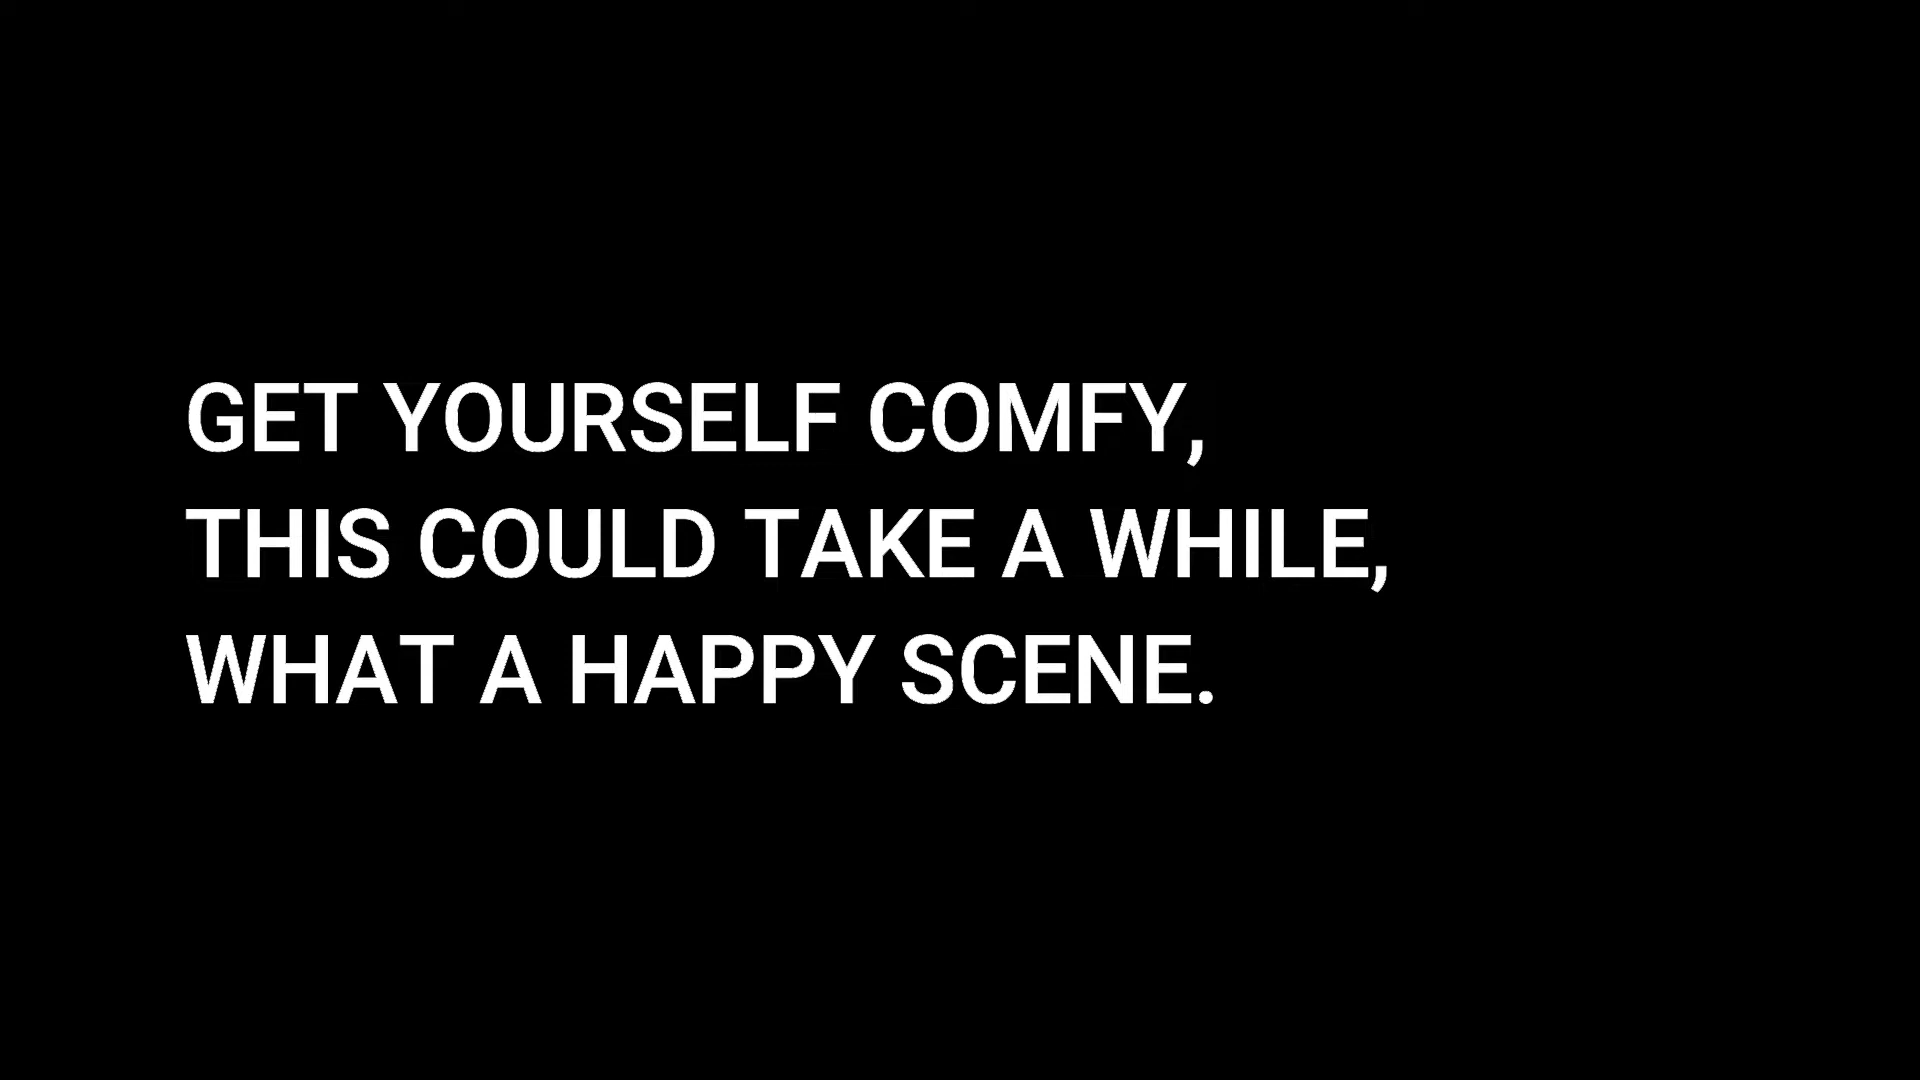 GET YOURSELF COMFY,
THIS COULD TAKE A WHILE,
WHAT A HAPPY SCENE.